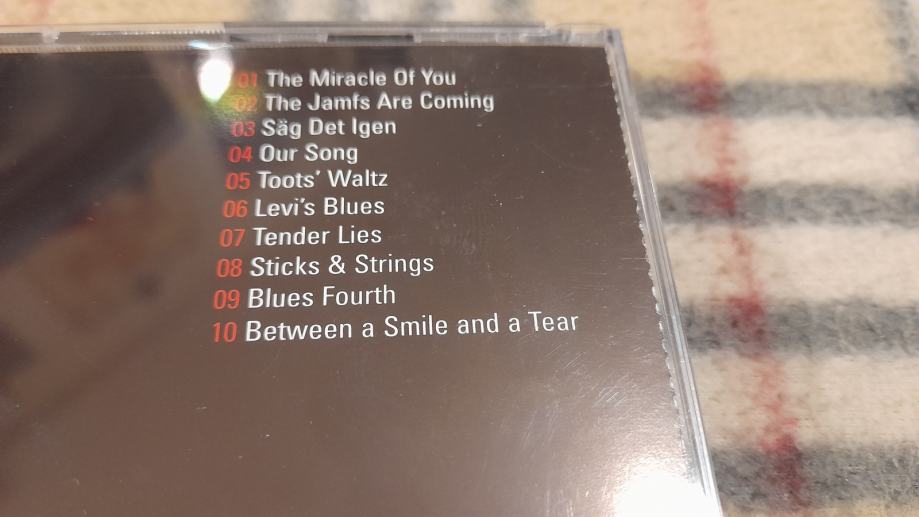 01 The Miracle Of You
02 The Jamfs Are Coming
03 Säg Det Igen
04 Our Song
05 Toots' Waltz
06 Levi's Blues
07 Tender Lies
08 Sticks & Strings
09 Blues Fourth
10 Between a Smile and a Tear